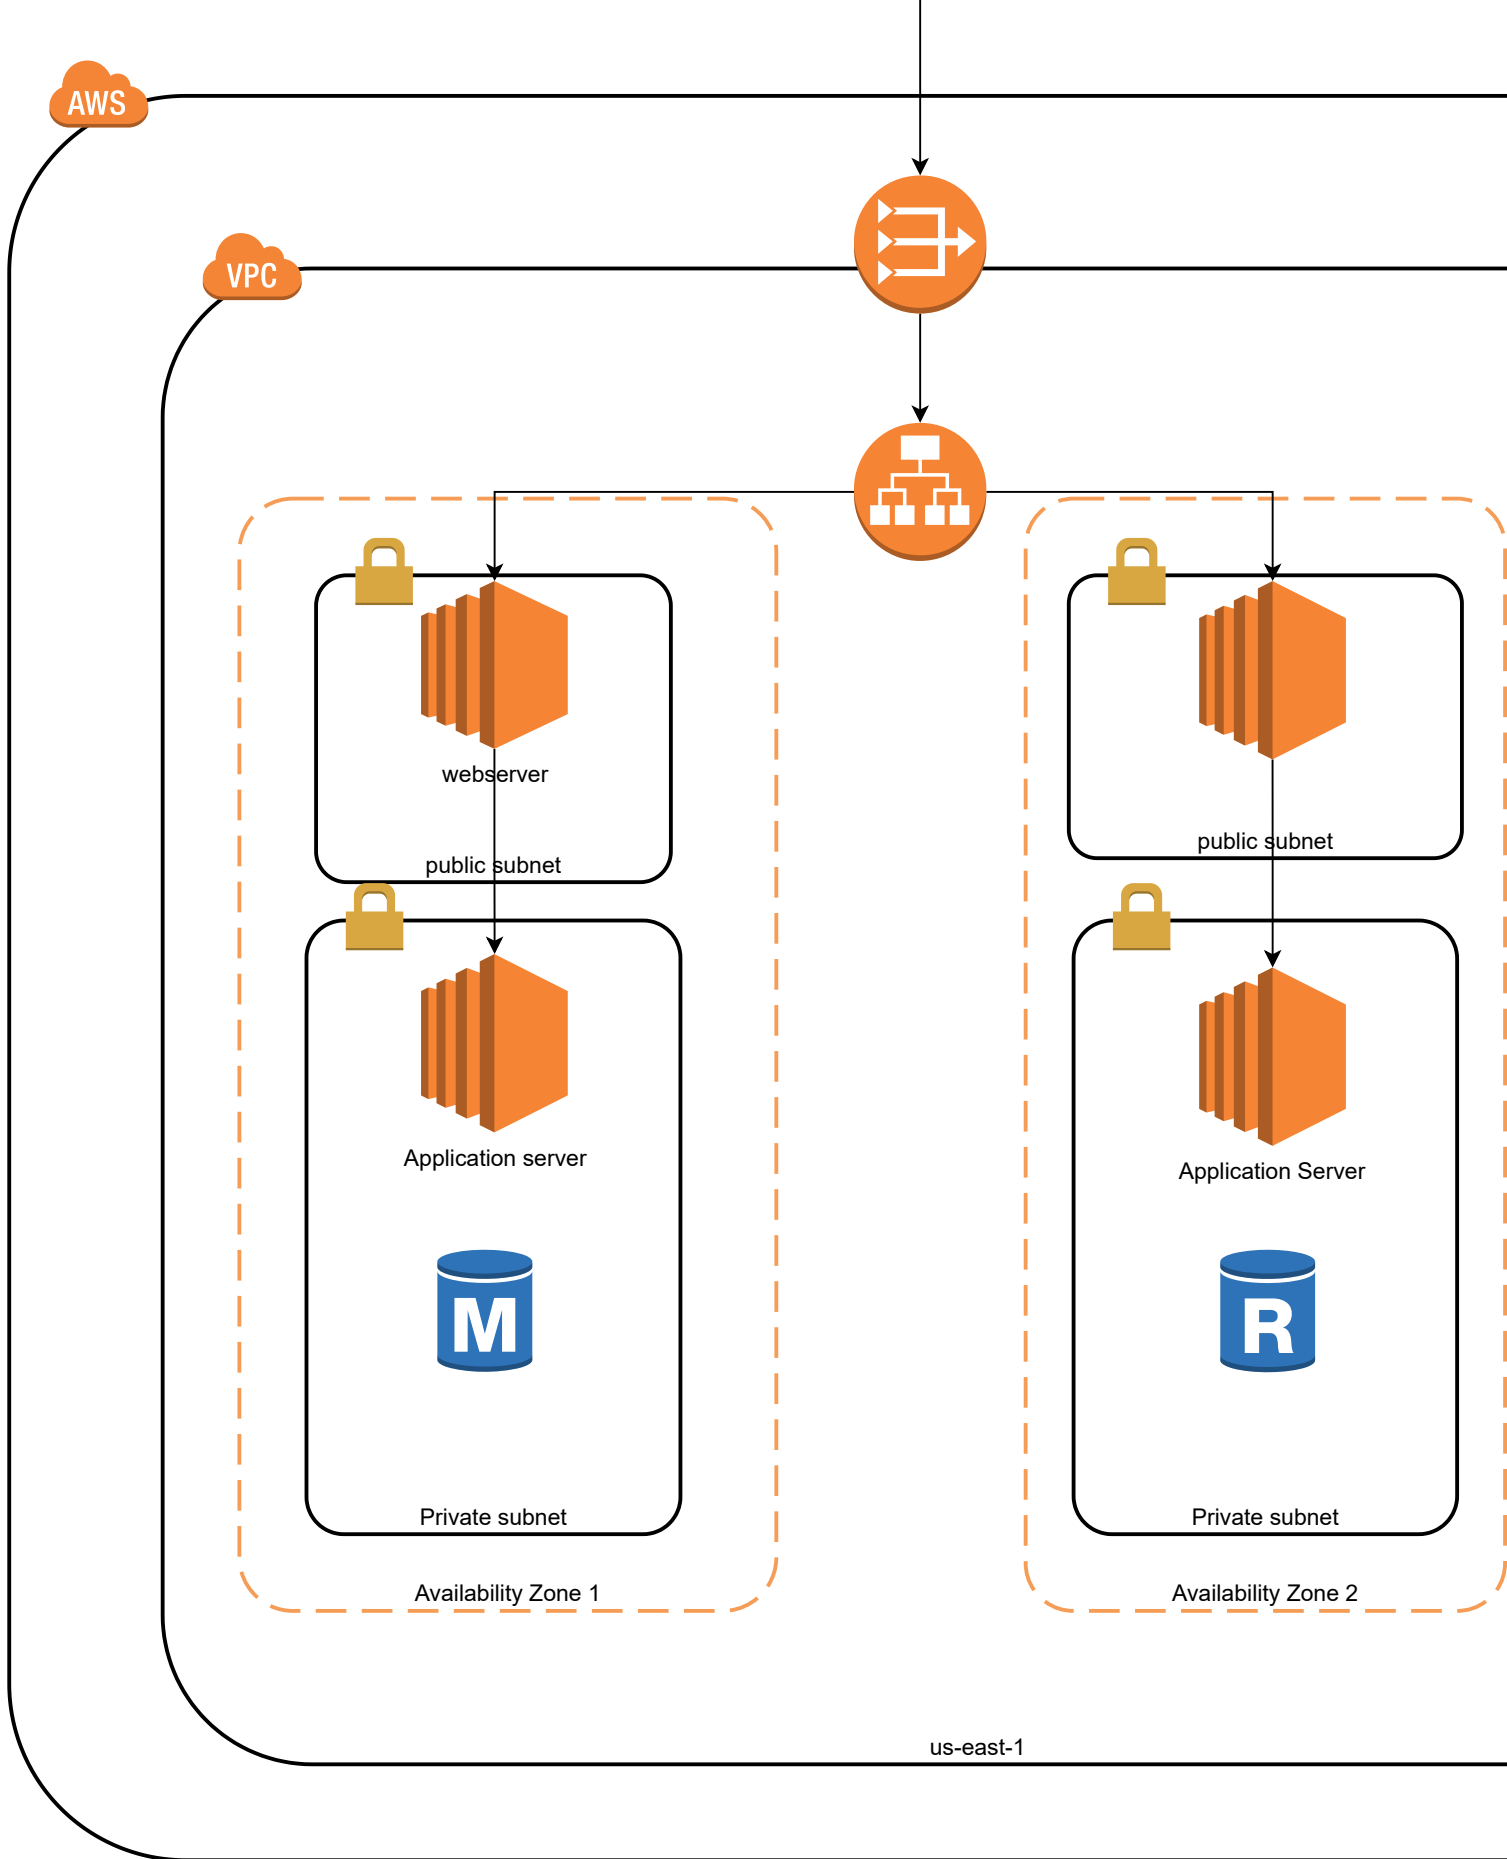 AWS
VPC
webserver
public subnet
public subnet
Application server
Application Server
M
R
Private subnet
Private subnet
Availability Zone 1
Availability Zone 2
us-east-1